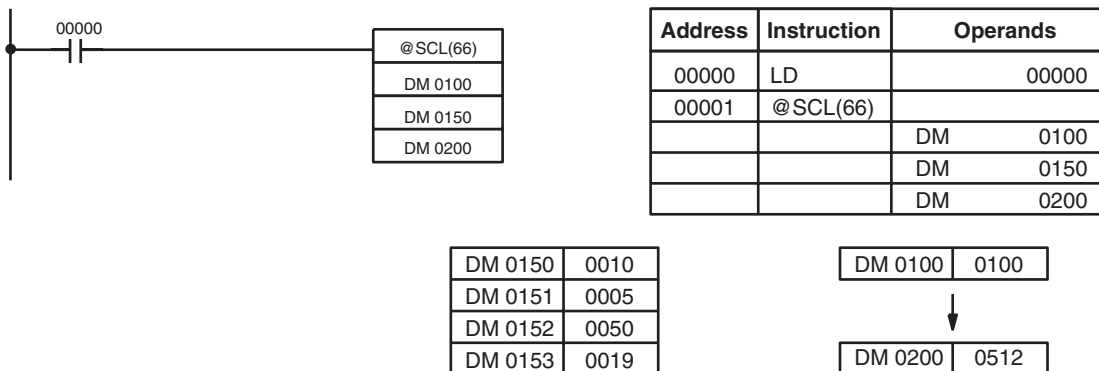 00000
@SCL(66)
DM 0100
DM 0150
DM 0200
Address Instruction Operands
00000 LD 00000
00001 @SCL(66)
DM 0100
DM 0150
DM 0200
DM 0150 0010
DM 0151 0005
DM 0152 0050
DM 0153 0019
DM 0100 0100
DM 0200 0512